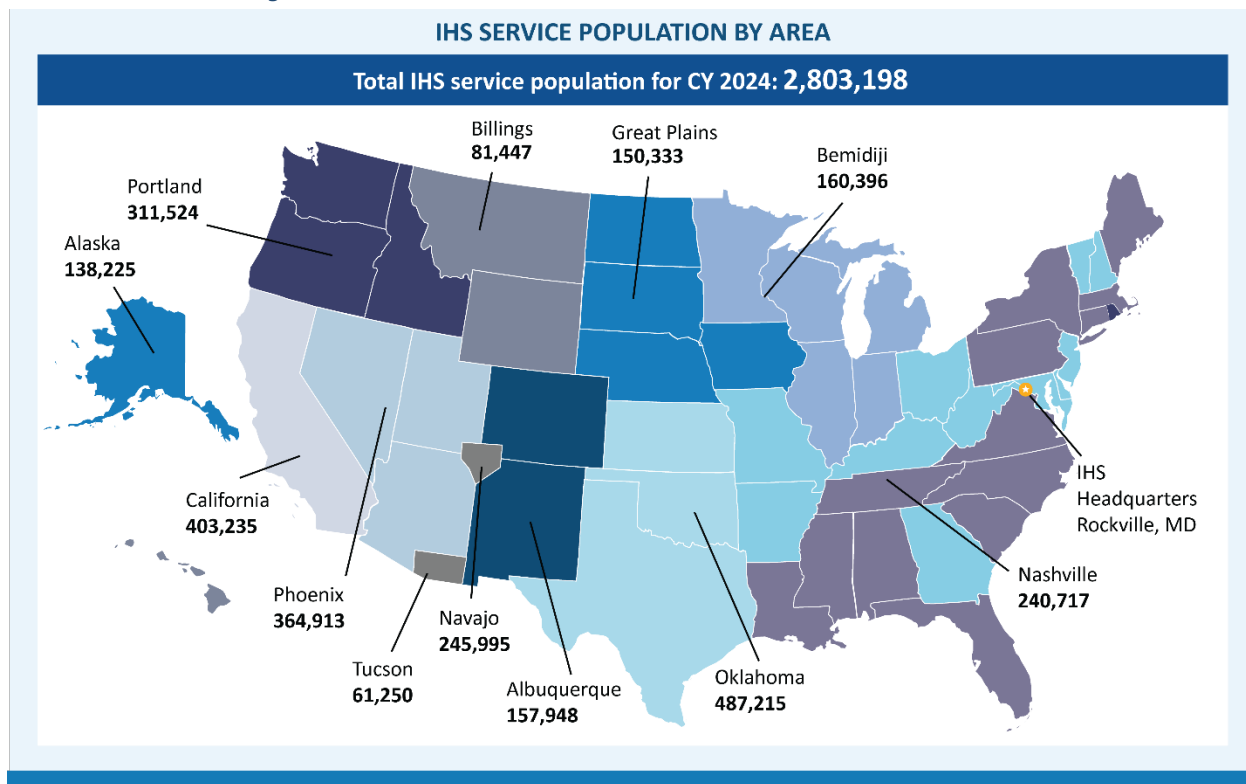 IHS SERVICE POPULATION BY AREA
Total IHS service population for CY 2024: 2,803,198
Billings
81,447
Great Plains
150,333
Bemidiji
160,396
Portland
311,524
Alaska
138,225
California
403,235
Phoenix
364,913
Tucson
61,250
Navajo
245,995
Albuquerque
157,948
Oklahoma
487,215
Nashville
240,717
IHS
Headquarters
Rockville, MD